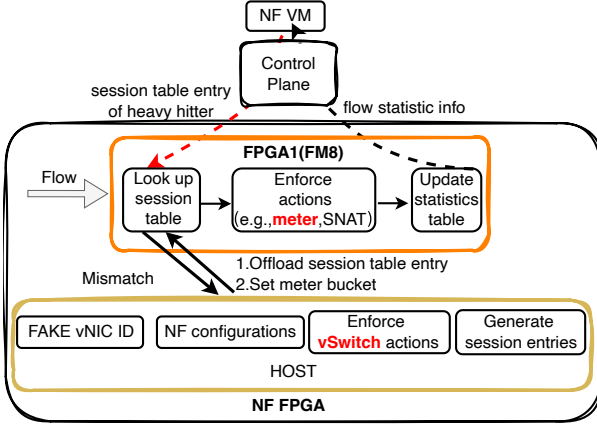 NF VM
Control
Plane
session table entry
of heavy hitter
flow statistic info
FPGA1(FM8)
Flow
Look up
session
table
Enforce
actions
(e.g.,meter,SNAT)
Update
statistics
table
Mismatch
1.Offload session table entry
2.Set meter bucket
FAKE vNIC ID
NF configurations
Enforce
vSwitch actions
Generate
session entries
HOST
NF FPGA